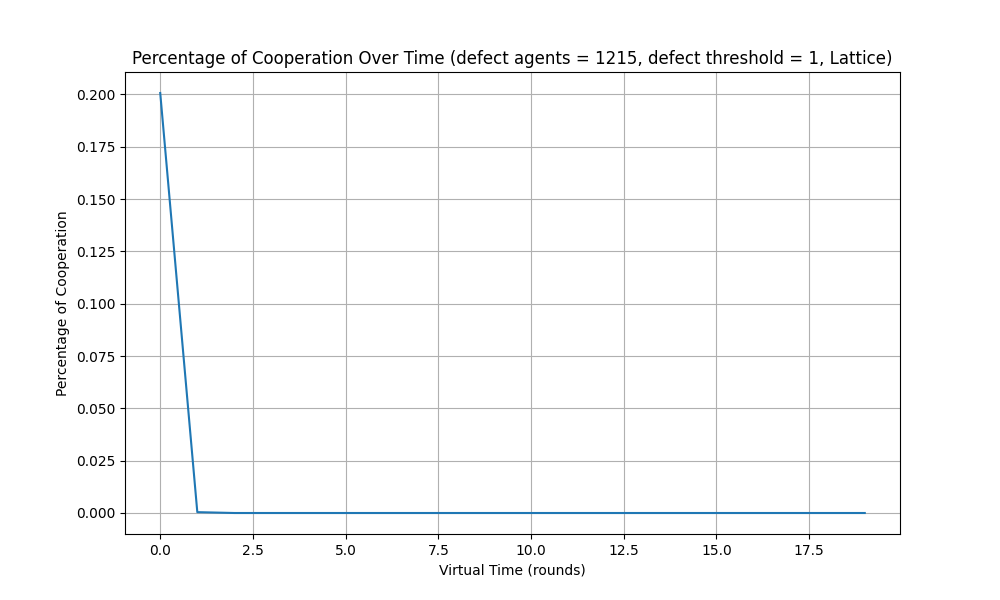 Percentage of Cooperation Over Time (defect agents = 1215, defect threshold = 1, Lattice)
Percentage of Cooperation
0.200
0.175
0.150
0.125
0.100
0.075
0.050
0.025
0.000
0.0 2.5 5.0 7.5 10.0 12.5 15.0 17.5
Virtual Time (rounds)